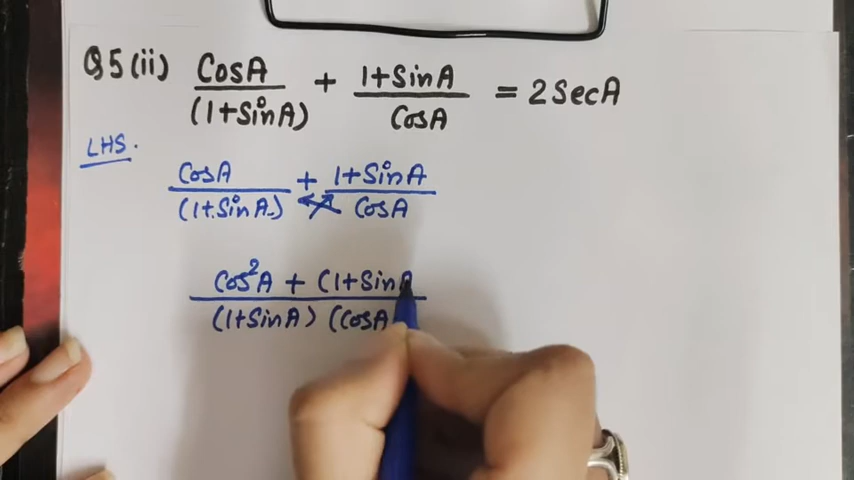 Q5(ii) CosA/(1+SinA) + 1+SinA/CosA = 2SecA
LHS.
CosA/(1+SinA) + 1+SinA/CosA
Cos²A + (1+SinA/(1+SinA) (CosA